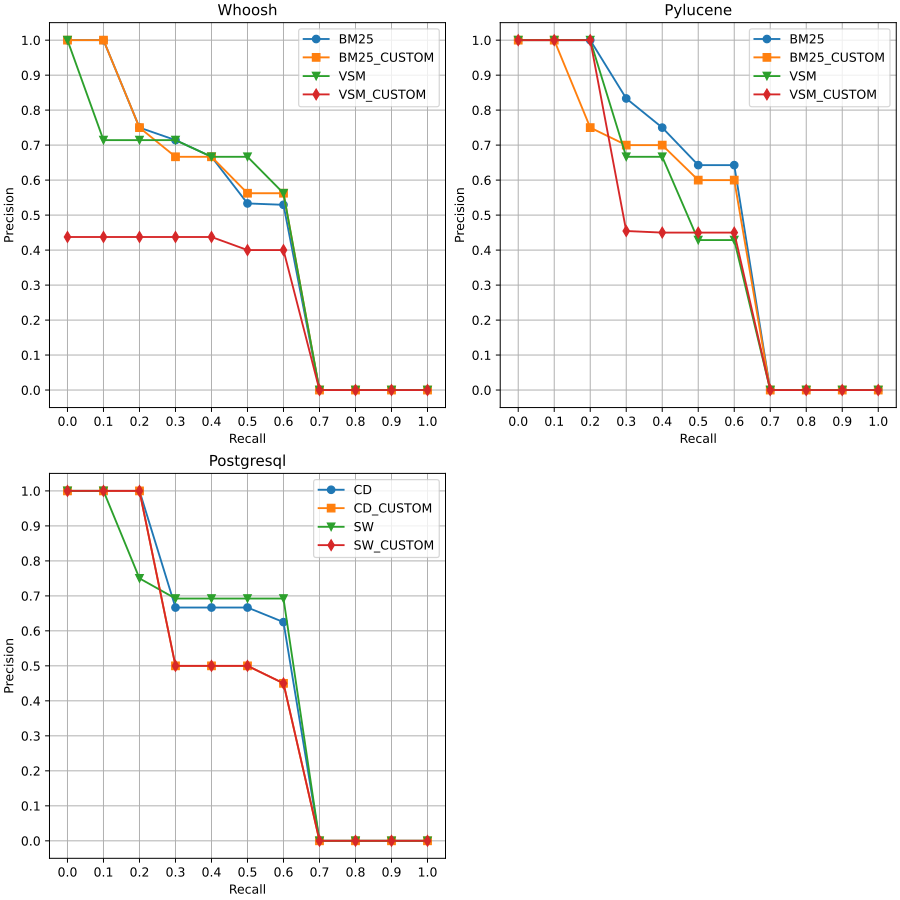 Whoosh
1.0
0.9
0.8
0.7
0.6
0.5
0.4
0.3
0.2
0.1
0.0
Precision
0.0 0.1 0.2 0.3 0.4 0.5 0.6 0.7 0.8 0.9 1.0
Recall
BM25
BM25_CUSTOM
VSM
VSM_CUSTOM
Pylucene
1.0
0.9
0.8
0.7
0.6
0.5
0.4
0.3
0.2
0.1
0.0
Precision
0.0 0.1 0.2 0.3 0.4 0.5 0.6 0.7 0.8 0.9 1.0
Recall
BM25
BM25_CUSTOM
VSM
VSM_CUSTOM
Postgresql
1.0
0.9
0.8
0.7
0.6
0.5
0.4
0.3
0.2
0.1
0.0
Precision
0.0 0.1 0.2 0.3 0.4 0.5 0.6 0.7 0.8 0.9 1.0
Recall
CD
CD_CUSTOM
SW
SW_CUSTOM